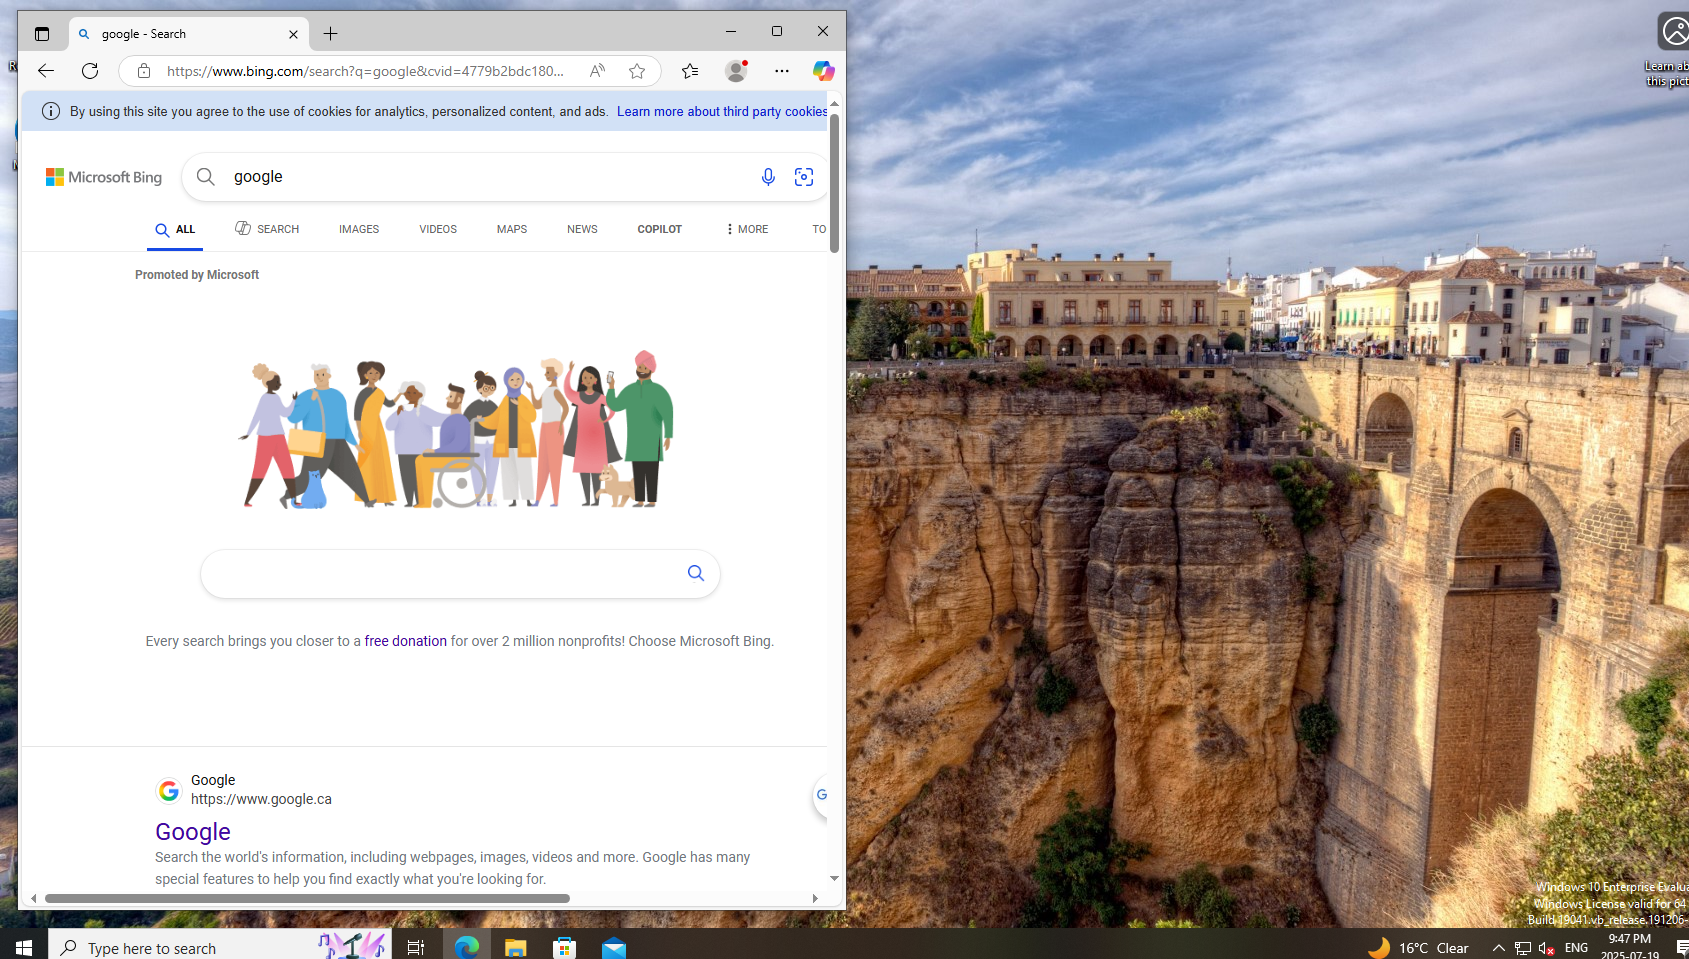 google - Search
https://www.bing.com/search?q=google&cvid=4779b2bdc180...
By using this site you agree to the use of cookies for analytics, personalized content, and ads. Learn more about third party cookies
Microsoft Bing
google
ALL SEARCH IMAGES VIDEOS MAPS NEWS COPILOT MORE TO
Promoted by Microsoft
Every search brings you closer to a free donation for over 2 million nonprofits! Choose Microsoft Bing.
Google
https://www.google.ca
Google
Search the world's information, including webpages, images, videos and more. Google has many
special features to help you find exactly what you're looking for.
Learn ab
this pict
Windows 10 Enterprise Evalua
Windows License valid for 64
Build 19041.vb_release.191206-
Type here to search
16°C Clear
ENG
9:47 PM
2025-07-19